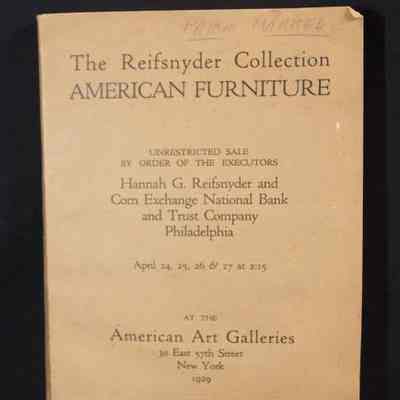 The Reifsnyder Collection
AMERICAN FURNITURE
UNRESTRICTED SALE
BY ORDER OF THE EXECUTORS
Hannah G. Reifsnyder and
Corn Exchange National Bank
and Trust Company
Philadelphia
April 24, 25, 26 & 27 at 2:15
AT THE
American Art Galleries
30 East 57th Street
New York
1929